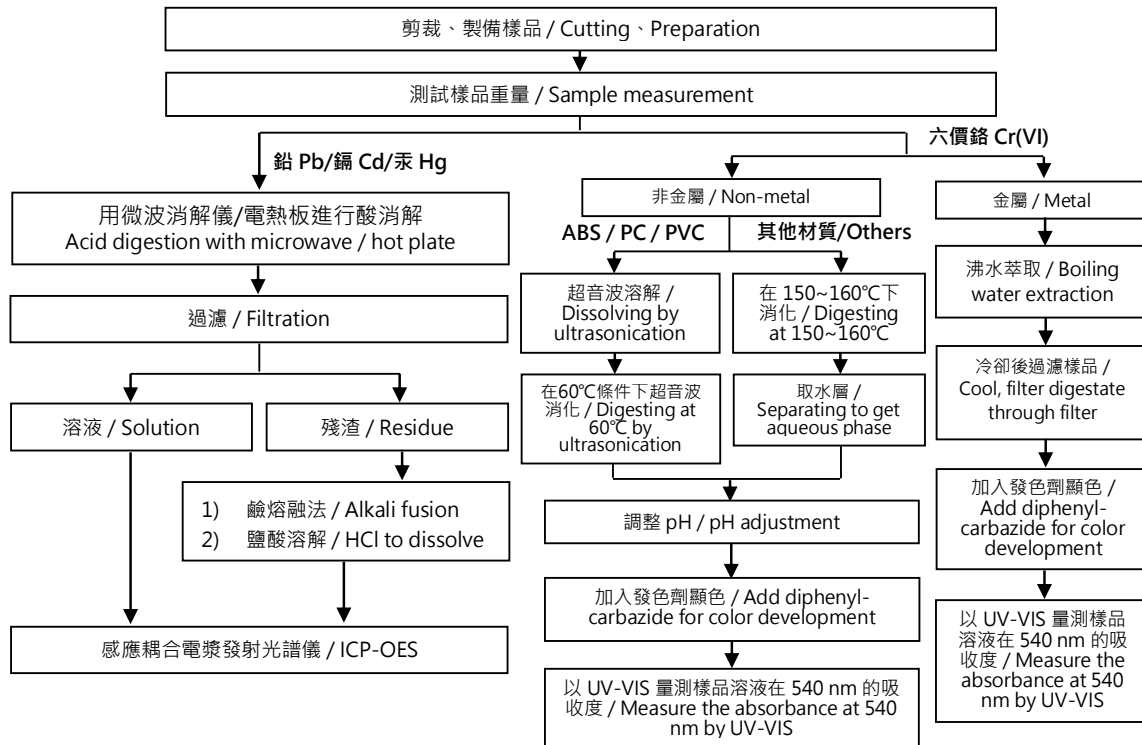 剪裁、製備樣品 / Cutting、Preparation
測試樣品重量 / Sample measurement
鉛 Pb/鎘 Cd/汞 Hg
六價鉻 Cr(VI)
用微波消解儀/電熱板進行酸消解
Acid digestion with microwave / hot plate
過濾 / Filtration
溶液 / Solution
殘渣 / Residue
1) 鹼熔融法 / Alkali fusion
2) 鹽酸溶解 / HCl to dissolve
感應耦合電漿發射光譜儀 / ICP-OES
非金屬 / Non-metal
ABS / PC / PVC
其他材質/Others
超音波溶解 /
Dissolving by
ultrasonication
在60℃條件下超音波
消化 / Digesting at
60℃ by
ultrasonication
在 150~160℃下
消化 / Digesting
at 150~160℃
取水層 /
Separating to get
aqueous phase
調整 pH / pH adjustment
加入發色劑顯色 / Add diphenyl-
carbazide for color development
以 UV-VIS 量測樣品溶液在 540 nm 的吸
收度 / Measure the absorbance at 540
nm by UV-VIS
金屬 / Metal
沸水萃取 / Boiling
water extraction
冷卻後過濾樣品 /
Cool, filter digestate
through filter
加入發色劑顯色 /
Add diphenyl-
carbazide for color
development
以 UV-VIS 量測樣品
溶液在 540 nm 的吸
收度 / Measure the
absorbance at 540
nm by UV-VIS